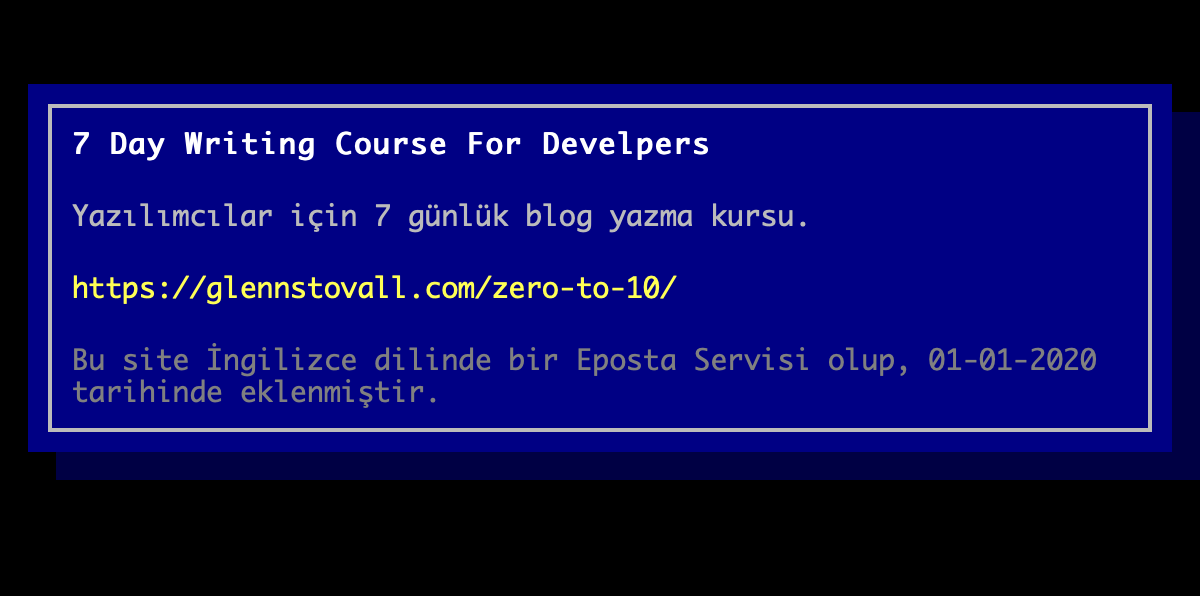 7 Day Writing Course For Develpers
Yazılımcılar için 7 günlük blog yazma kursu.
https://glennstovall.com/zero-to-10/
Bu site İngilizce dilinde bir Eposta Servisi olup, 01-01-2020
tarihinde eklenmiştir.